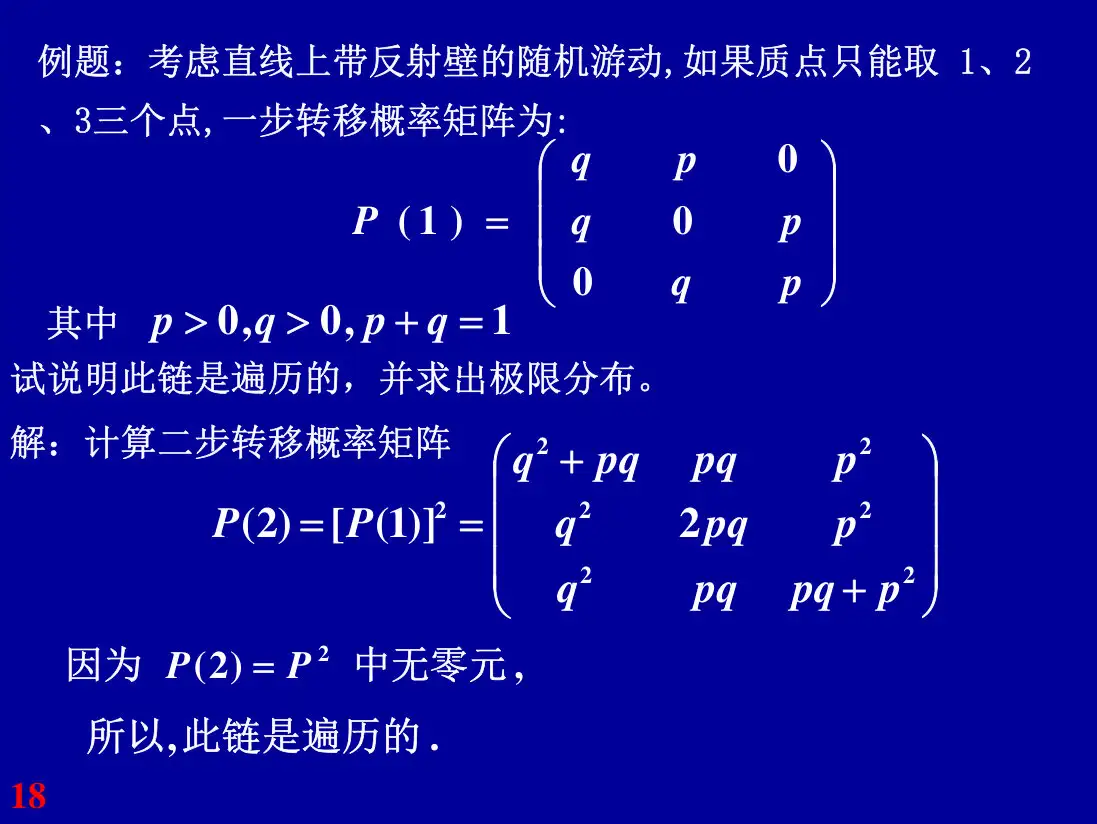 例题：考虑直线上带反射壁的随机游动,如果质点只能取 1、2
、3三个点,一步转移概率矩阵为:
q p 0
P (1) = q 0 p
0 q p
其中 p > 0,q > 0, p + q = 1
试说明此链是遍历的，并求出极限分布。
解：计算二步转移概率矩阵
q² + pq pq p²
P(2) = [P(1)]² = q² 2pq p²
q² pq pq + p²
因为 P(2) = P² 中无零元,
所以,此链是遍历的.
18